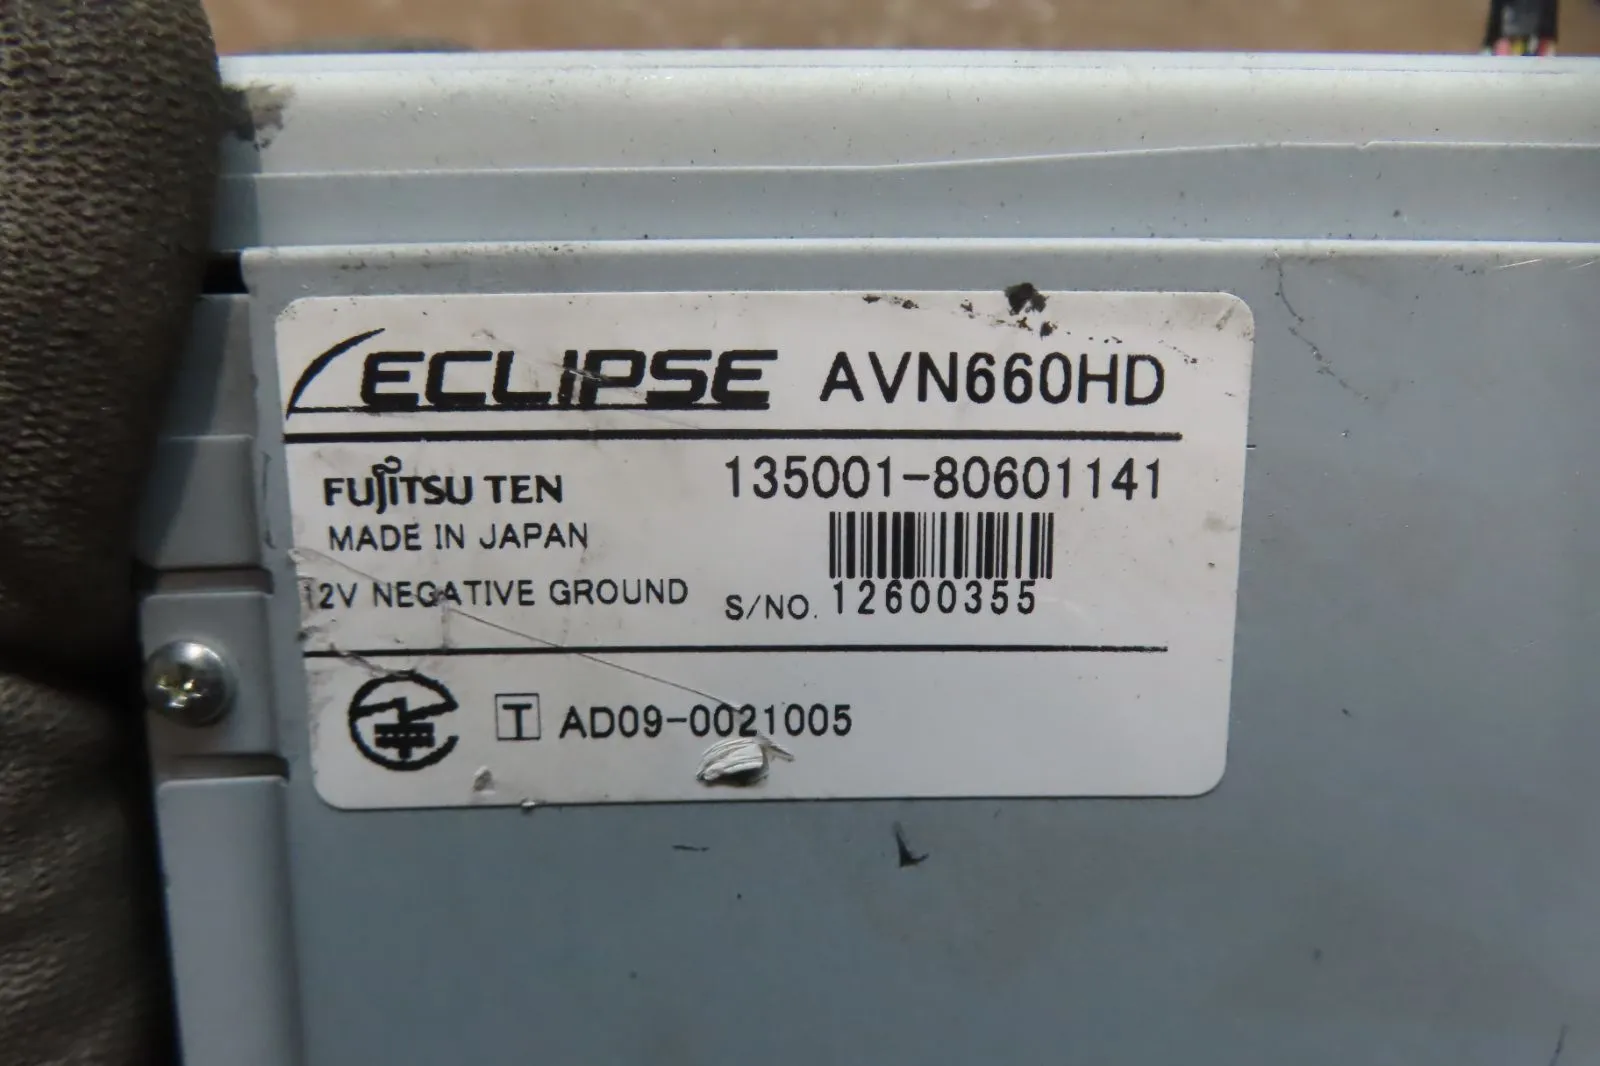 ECLIPSE AVN660HD
FUJITSU TEN 135001-80601141
MADE IN JAPAN
12V NEGATIVE GROUND S/NO. 12600355
T AD09-0021005